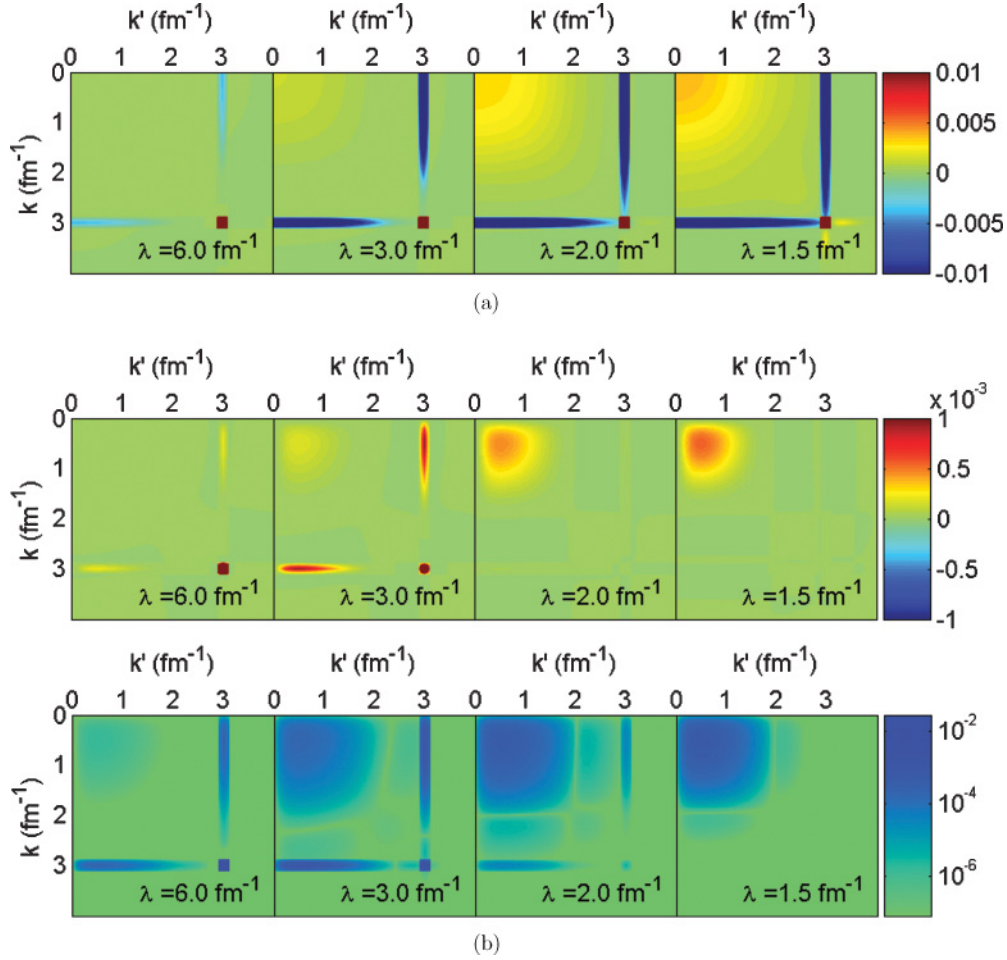 k' (fm⁻¹) k' (fm⁻¹) k' (fm⁻¹) k' (fm⁻¹)
0 1 2 3 0 1 2 3 0 1 2 3 0 1 2 3
k (fm⁻¹)
0
1
2
3
λ =6.0 fm⁻¹ λ =3.0 fm⁻¹ λ =2.0 fm⁻¹ λ =1.5 fm⁻¹
0.01
0.005
0
-0.005
-0.01
(a)
k' (fm⁻¹) k' (fm⁻¹) k' (fm⁻¹) k' (fm⁻¹)
0 1 2 3 0 1 2 3 0 1 2 3 0 1 2 3
k (fm⁻¹)
0
1
2
3
λ =6.0 fm⁻¹ λ =3.0 fm⁻¹ λ =2.0 fm⁻¹ λ =1.5 fm⁻¹
x 10⁻³
1
0.5
0
-0.5
-1
k' (fm⁻¹) k' (fm⁻¹) k' (fm⁻¹) k' (fm⁻¹)
0 1 2 3 0 1 2 3 0 1 2 3 0 1 2 3
k (fm⁻¹)
0
1
2
3
λ =6.0 fm⁻¹ λ =3.0 fm⁻¹ λ =2.0 fm⁻¹ λ =1.5 fm⁻¹
10⁻²
10⁻⁴
10⁻⁶
(b)